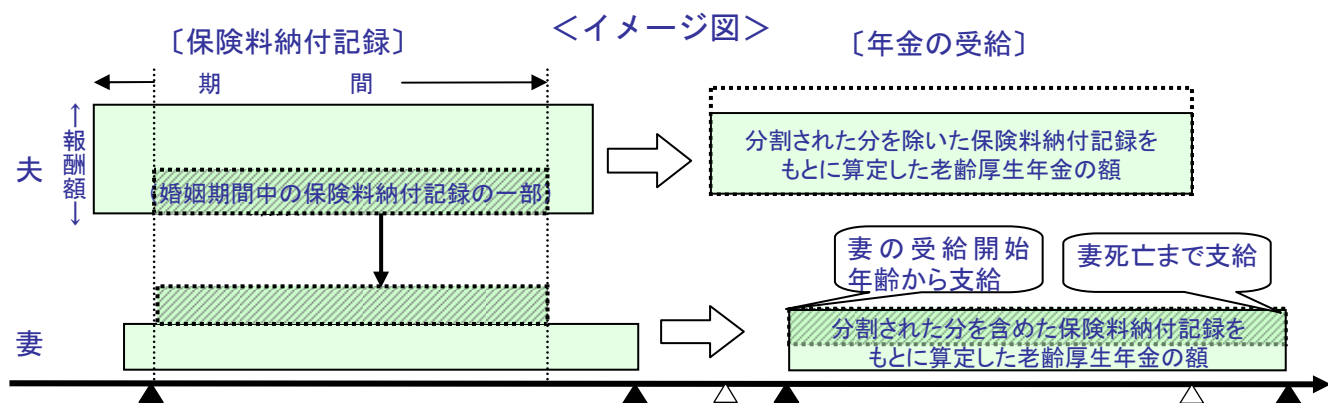 ＜イメージ図＞
〔保険料納付記録〕
〔年金の受給〕
期 間
←報酬額→
夫
婚姻期間中の保険料納付記録の一部
分割された分を除いた保険料納付記録を
もとに算定した老齢厚生年金の額
妻の受給開始
年齢から支給
妻死亡まで支給
妻
分割された分を含めた保険料納付記録を
もとに算定した老齢厚生年金の額